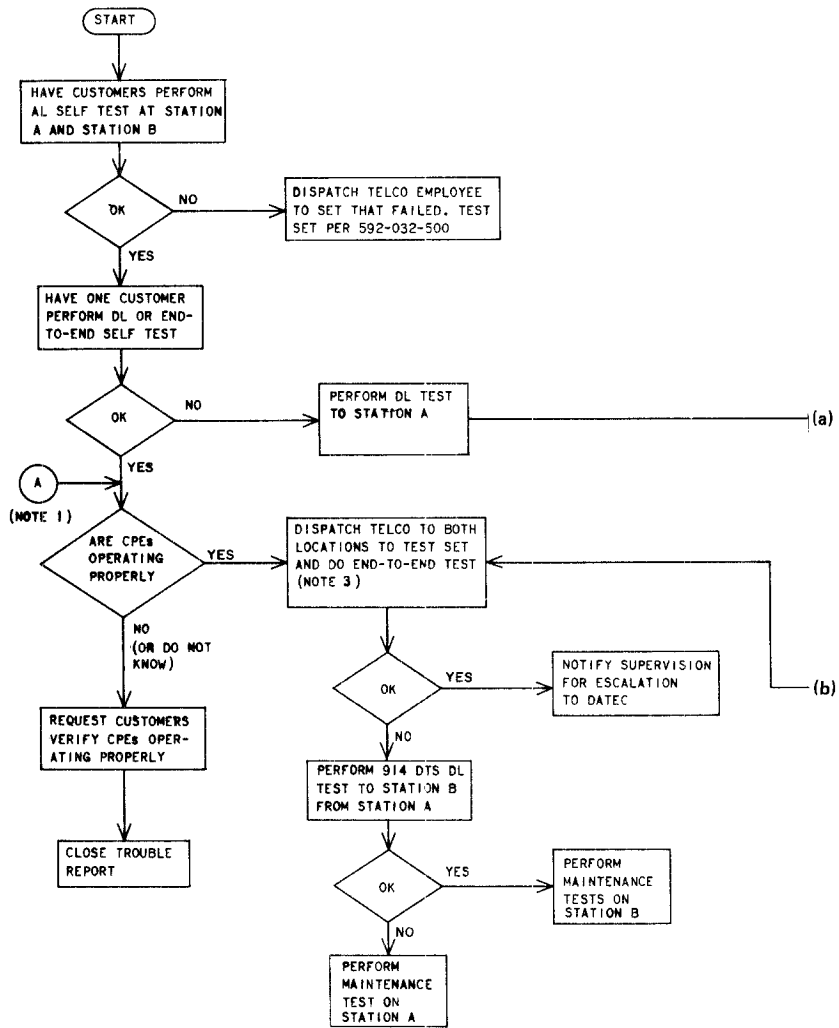 START
HAVE CUSTOMERS PERFORM
AL SELF TEST AT STATION
A AND STATION B
OK
NO
DISPATCH TELCO EMPLOYEE
TO SET THAT FAILED. TEST
SET PER 592-032-500
YES
HAVE ONE CUSTOMER
PERFORM DL OR END-
TO-END SELF TEST
OK
NO
PERFORM DL TEST
TO STATION A
(a)
YES
A
(NOTE 1)
ARE CPEs
OPERATING
PROPERLY
YES
DISPATCH TELCO TO BOTH
LOCATIONS TO TEST SET
AND DO END-TO-END TEST
(NOTE 3)
NO
(OR DO NOT
KNOW)
OK
YES
NOTIFY SUPERVISION
FOR ESCALATION
TO DATEC
(b)
REQUEST CUSTOMERS
VERIFY CPEs OPER-
ATING PROPERLY
NO
PERFORM 914 DTS DL
TEST TO STATION B
FROM STATION A
CLOSE TROUBLE
REPORT
OK
YES
PERFORM
MAINTENANCE
TESTS ON
STATION B
NO
PERFORM
MAINTENANCE
TEST ON
STATION A